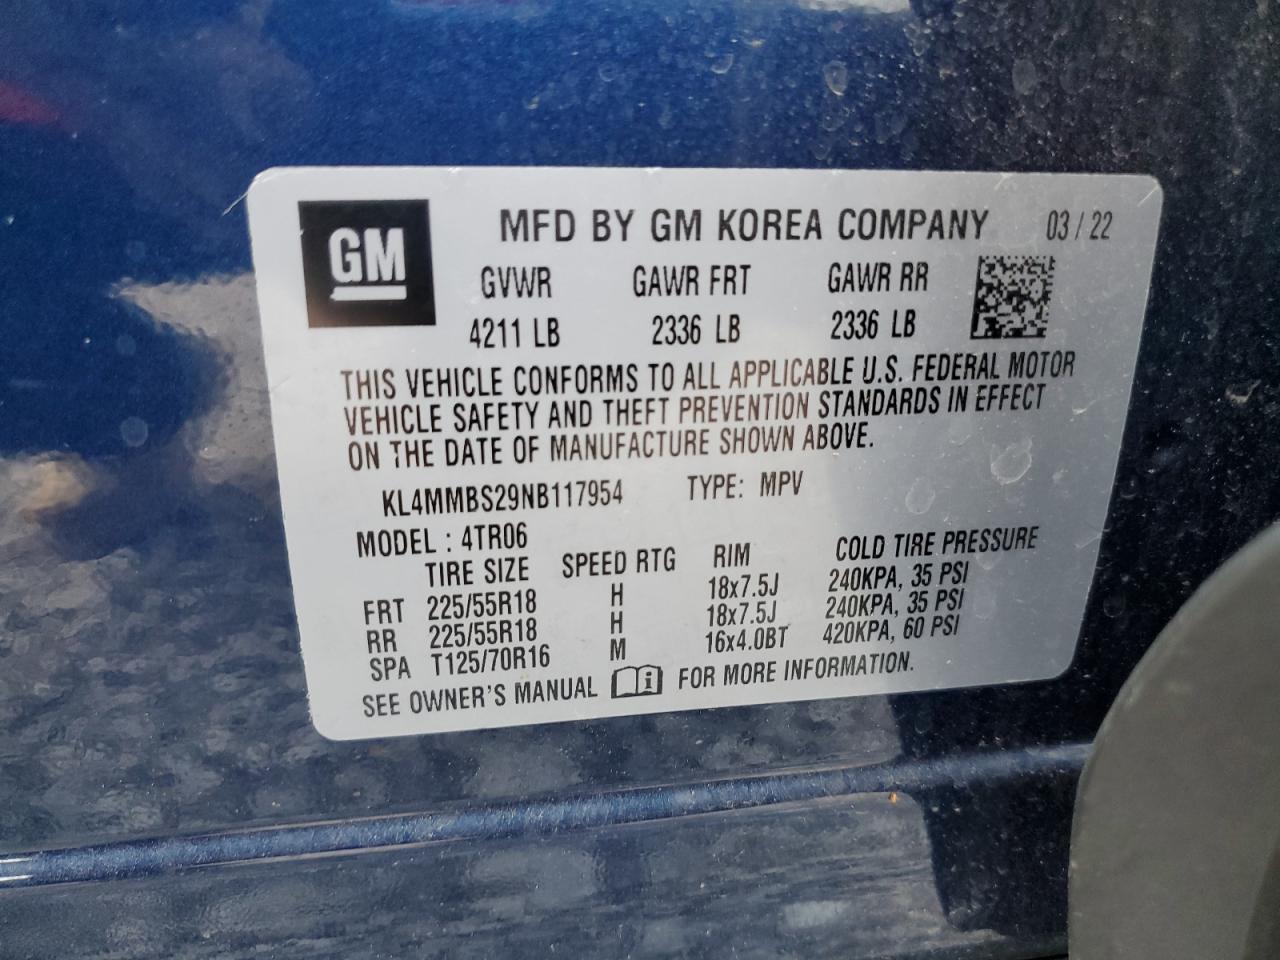 GM
MFD BY GM KOREA COMPANY 03 / 22
GVWR GAWR FRT GAWR RR
4211 LB 2336 LB 2336 LB
THIS VEHICLE CONFORMS TO ALL APPLICABLE U.S. FEDERAL MOTOR
VEHICLE SAFETY AND THEFT PREVENTION STANDARDS IN EFFECT
ON THE DATE OF MANUFACTURE SHOWN ABOVE.
KL4MMBS29NB117954 TYPE: MPV
MODEL : 4TR06
TIRE SIZE SPEED RTG RIM COLD TIRE PRESSURE
FRT 225/55R18 H 18x7.5J 240KPA, 35 PSI
RR 225/55R18 H 18x7.5J 240KPA, 35 PSI
SPA T125/70R16 M 16x4.0BT 420KPA, 60 PSI
SEE OWNER'S MANUAL i FOR MORE INFORMATION.